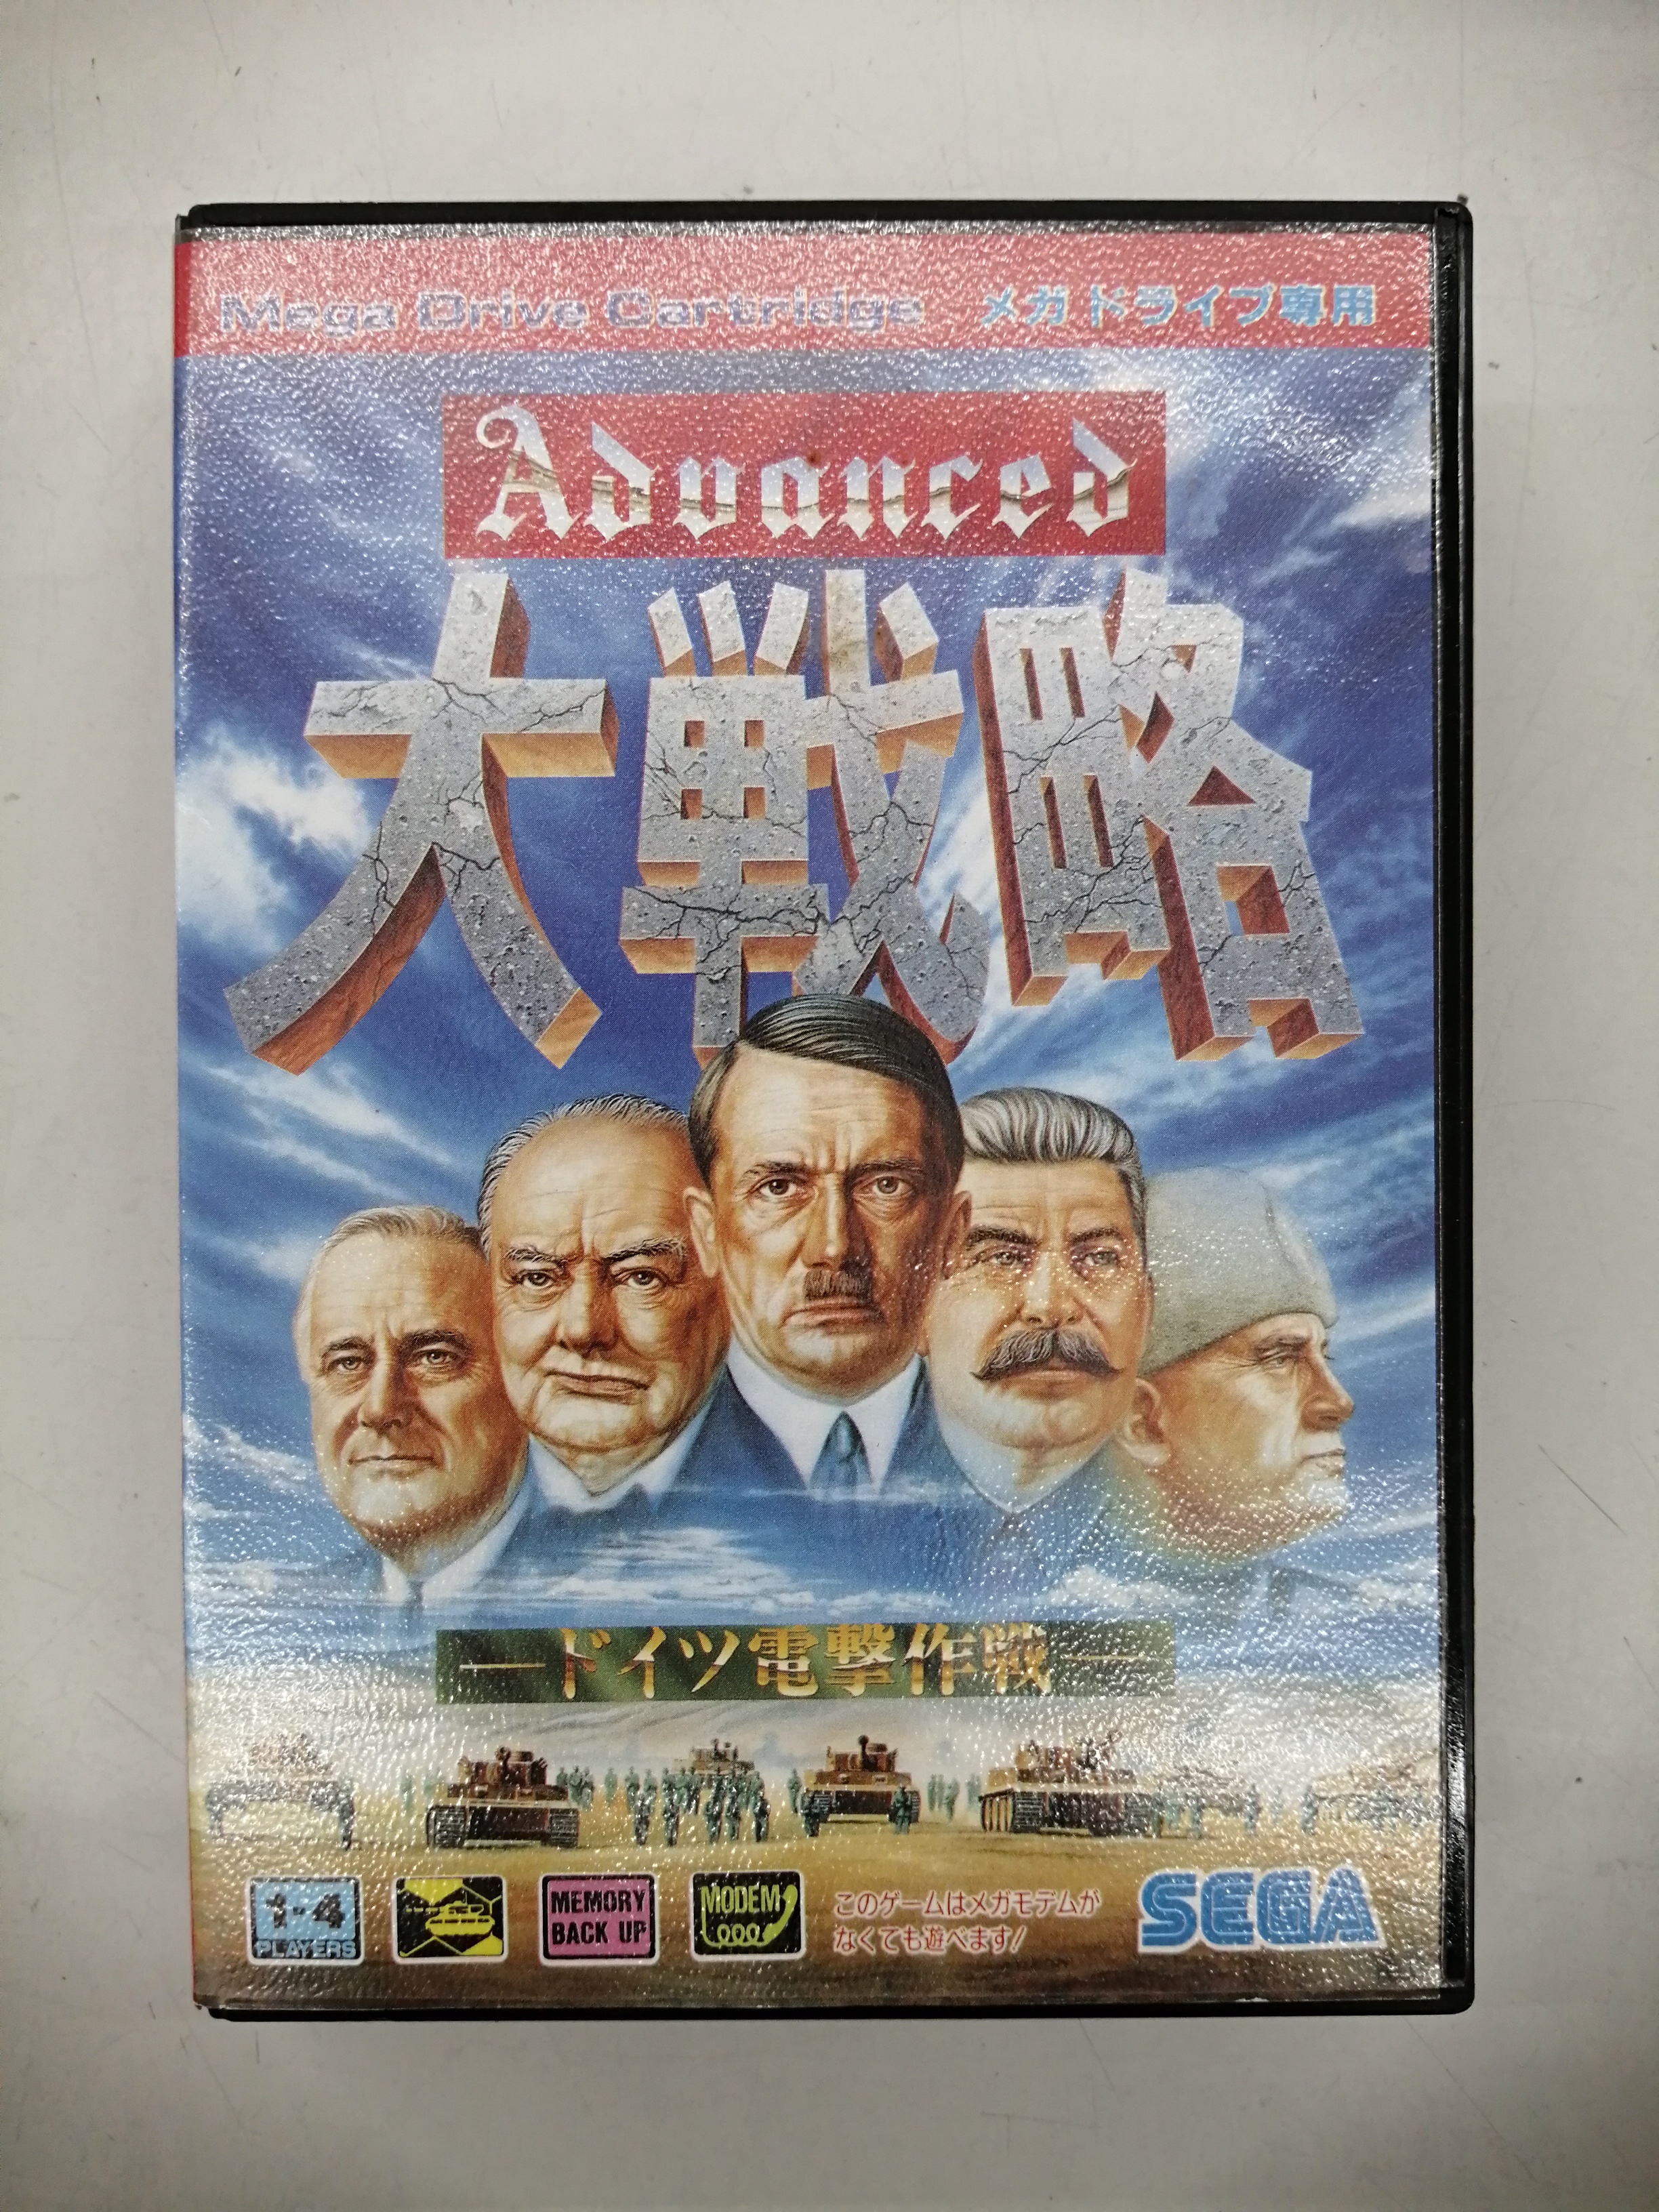 Mega Drive Cartridge メガドライブ専用
Advanced
大戦略
―ドイツ電撃作戦―
1-4 PLAYERS
MEMORY BACK UP
MODEM
このゲームはメガモデムが
なくても遊べます!
SEGA